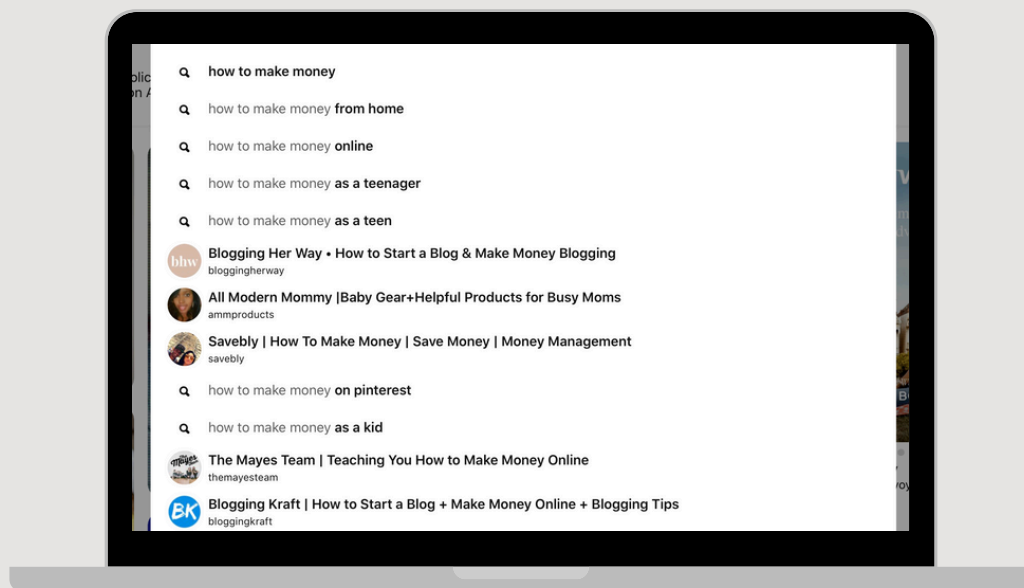 how to make money
how to make money from home
how to make money online
how to make money as a teenager
how to make money as a teen
bhw
Blogging Her Way • How to Start a Blog & Make Money Blogging
bloggingherway
All Modern Mommy |Baby Gear+Helpful Products for Busy Moms
ammproducts
Savebly | How To Make Money | Save Money | Money Management
savebly
how to make money on pinterest
how to make money as a kid
The Mayes Team | Teaching You How to Make Money Online
themayesteam
BK
Blogging Kraft | How to Start a Blog + Make Money Online + Blogging Tips
bloggingkraft